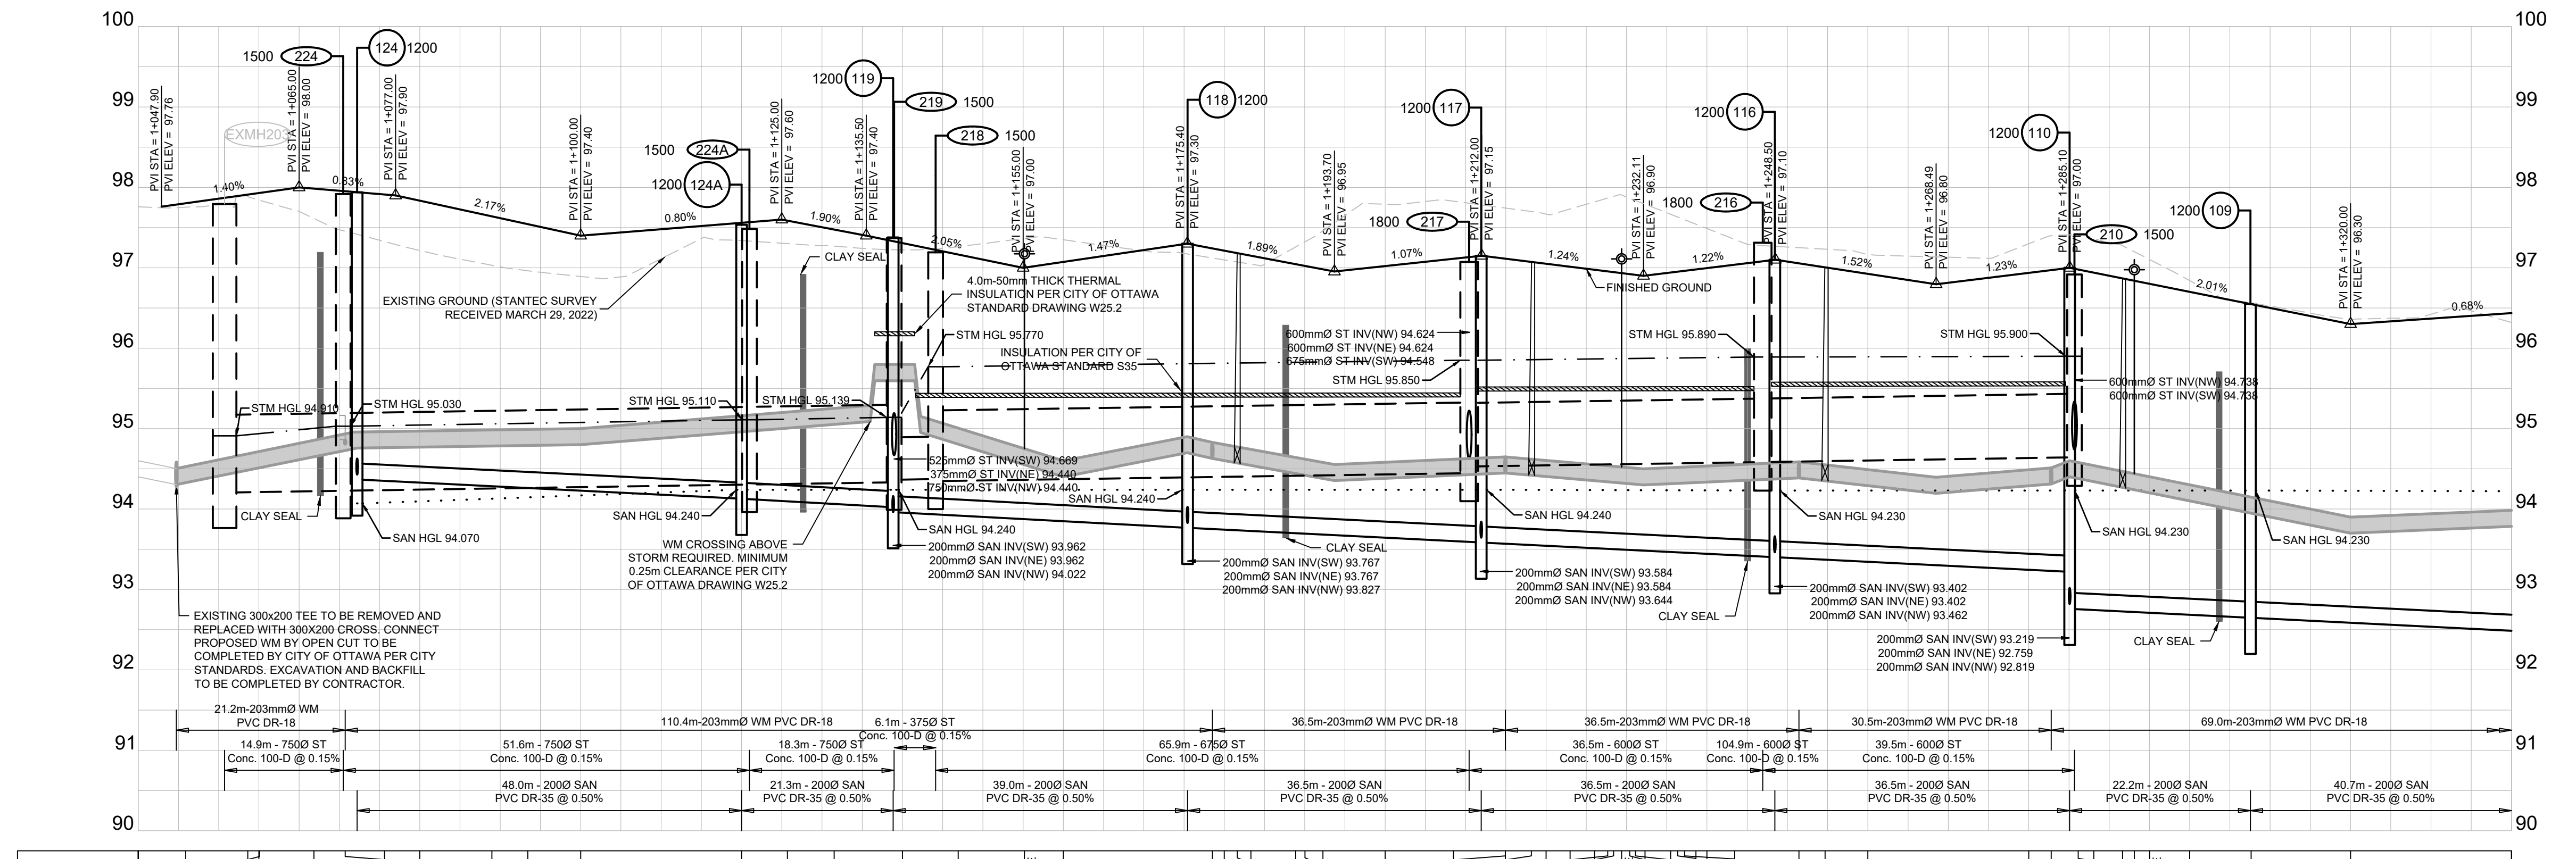 100
100
99
99
98
98
97
97
96
96
95
95
94
94
93
93
92
92
91
91
90
90
1500 224
124 1200
EXMH203
PVI STA = 1+047.90
PVI ELEV = 97.76
PVI STA = 1+065.00
PVI ELEV = 98.00
PVI STA = 1+077.00
PVI ELEV = 97.90
PVI STA = 1+100.00
PVI ELEV = 97.40
PVI STA = 1+125.00
PVI ELEV = 97.60
PVI STA = 1+135.50
PVI ELEV = 97.40
PVI STA = 1+155.00
PVI ELEV = 97.00
PVI STA = 1+175.40
PVI ELEV = 97.30
PVI STA = 1+193.70
PVI ELEV = 96.95
PVI STA = 1+212.00
PVI ELEV = 97.15
PVI STA = 1+232.11
PVI ELEV = 96.90
PVI STA = 1+248.50
PVI ELEV = 97.10
PVI STA = 1+268.49
PVI ELEV = 96.80
PVI STA = 1+285.10
PVI ELEV = 97.00
PVI STA = 1+320.00
PVI ELEV = 96.30
1500 224A
1200 124A
1200 119
219 1500
218 1500
118 1200
1200 117
1800 217
1200 116
1800 216
1200 110
210 1500
1200 109
1.40%
0.83%
2.17%
0.80%
1.90%
2.05%
1.47%
1.89%
1.07%
1.24%
1.22%
1.52%
1.23%
2.01%
0.68%
EXISTING GROUND (STANTEC SURVEY
RECEIVED MARCH 29, 2022)
CLAY SEAL
4.0m-50mm THICK THERMAL
INSULATION PER CITY OF OTTAWA
STANDARD DRAWING W25.2
STM HGL 95.770
INSULATION PER CITY OF
OTTAWA STANDARD S35
FINISHED GROUND
600mmØ ST INV(NW) 94.624
600mmØ ST INV(NE) 94.624
675mmØ ST INV(SW) 94.548
STM HGL 95.850
STM HGL 95.890
STM HGL 95.900
600mmØ ST INV(NW) 94.738
600mmØ ST INV(SW) 94.738
STM HGL 94.910
STM HGL 95.030
STM HGL 95.110
STM HGL 95.139
525mmØ ST INV(SW) 94.669
375mmØ ST INV(NE) 94.440
750mmØ ST INV(NW) 94.440
CLAY SEAL
SAN HGL 94.070
SAN HGL 94.240
SAN HGL 94.240
SAN HGL 94.240
SAN HGL 94.240
SAN HGL 94.230
SAN HGL 94.230
SAN HGL 94.230
WM CROSSING ABOVE
STORM REQUIRED. MINIMUM
0.25m CLEARANCE PER CITY
OF OTTAWA DRAWING W25.2
200mmØ SAN INV(SW) 93.962
200mmØ SAN INV(NE) 93.962
200mmØ SAN INV(NW) 94.022
CLAY SEAL
200mmØ SAN INV(SW) 93.767
200mmØ SAN INV(NE) 93.767
200mmØ SAN INV(NW) 93.827
200mmØ SAN INV(SW) 93.584
200mmØ SAN INV(NE) 93.584
200mmØ SAN INV(NW) 93.644
CLAY SEAL
200mmØ SAN INV(SW) 93.402
200mmØ SAN INV(NE) 93.402
200mmØ SAN INV(NW) 93.462
200mmØ SAN INV(SW) 93.219
200mmØ SAN INV(NE) 92.759
200mmØ SAN INV(NW) 92.819
CLAY SEAL
EXISTING 300x200 TEE TO BE REMOVED AND
REPLACED WITH 300X200 CROSS. CONNECT
PROPOSED WM BY OPEN CUT TO BE
COMPLETED BY CITY OF OTTAWA PER CITY
STANDARDS. EXCAVATION AND BACKFILL
TO BE COMPLETED BY CONTRACTOR.
21.2m-203mmØ WM
PVC DR-18
110.4m-203mmØ WM PVC DR-18
36.5m-203mmØ WM PVC DR-18
36.5m-203mmØ WM PVC DR-18
30.5m-203mmØ WM PVC DR-18
69.0m-203mmØ WM PVC DR-18
14.9m - 750Ø ST
Conc. 100-D @ 0.15%
51.6m - 750Ø ST
Conc. 100-D @ 0.15%
18.3m - 750Ø ST
Conc. 100-D @ 0.15%
6.1m - 375Ø ST
Conc. 100-D @ 0.15%
65.9m - 675Ø ST
Conc. 100-D @ 0.15%
36.5m - 600Ø ST
Conc. 100-D @ 0.15%
104.9m - 600Ø ST
Conc. 100-D @ 0.15%
39.5m - 600Ø ST
Conc. 100-D @ 0.15%
48.0m - 200Ø SAN
PVC DR-35 @ 0.50%
21.3m - 200Ø SAN
PVC DR-35 @ 0.50%
39.0m - 200Ø SAN
PVC DR-35 @ 0.50%
36.5m - 200Ø SAN
PVC DR-35 @ 0.50%
36.5m - 200Ø SAN
PVC DR-35 @ 0.50%
36.5m - 200Ø SAN
PVC DR-35 @ 0.50%
22.2m - 200Ø SAN
PVC DR-35 @ 0.50%
40.7m - 200Ø SAN
PVC DR-35 @ 0.50%